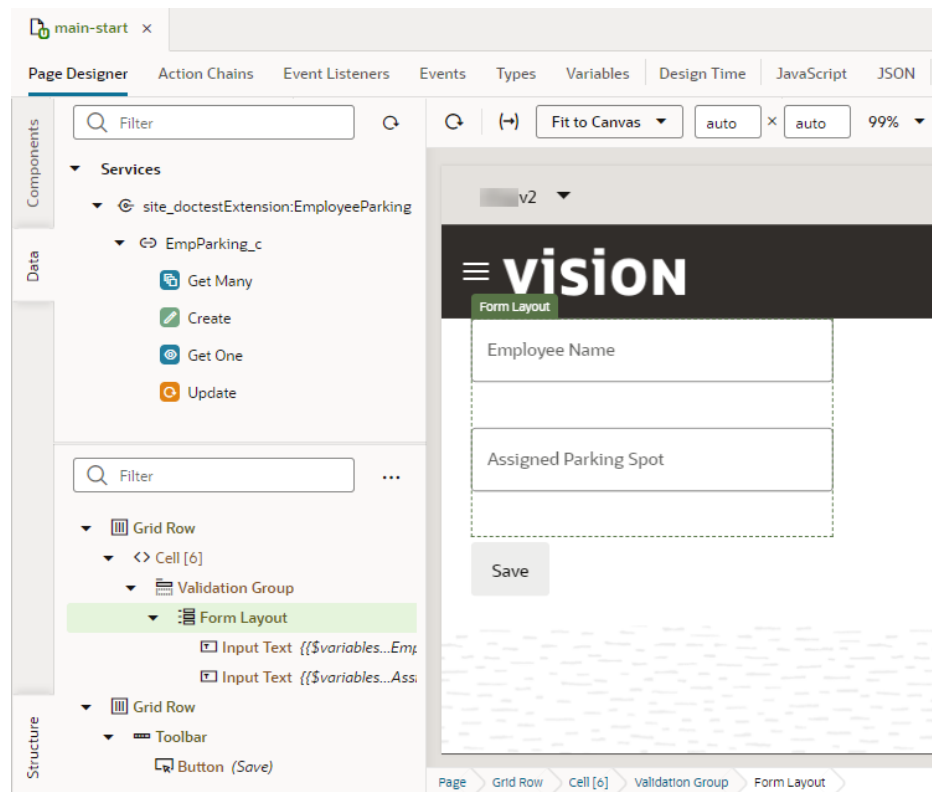 main-start ×
Page Designer Action Chains Event Listeners Events Types Variables Design Time JavaScript JSON
Components
Data
Structure
Filter
Services
site_doctestExtension:EmployeeParking
EmpParking_c
Get Many
Create
Get One
Update
Filter
...
Grid Row
<> Cell [6]
Validation Group
Form Layout
Input Text {{$variables...Emp
Input Text {{$variables...Assi
Grid Row
Toolbar
Button (Save)
Fit to Canvas auto × auto 99%
v2
vision
Form Layout
Employee Name
Assigned Parking Spot
Save
Page Grid Row Cell [6] Validation Group Form Layout